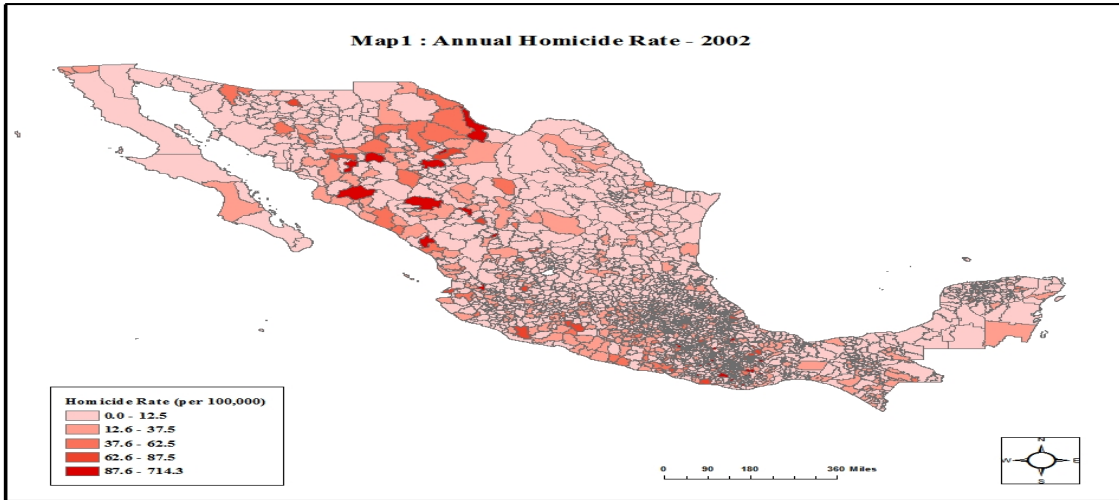 Map1 : Annual Homicide Rate - 2002
Homicide Rate (per 100,000)
0.0 - 12.5
12.6 - 37.5
37.6 - 62.5
62.6 - 87.5
87.6 - 714.3
0 90 180 360 Miles
N
W E
S